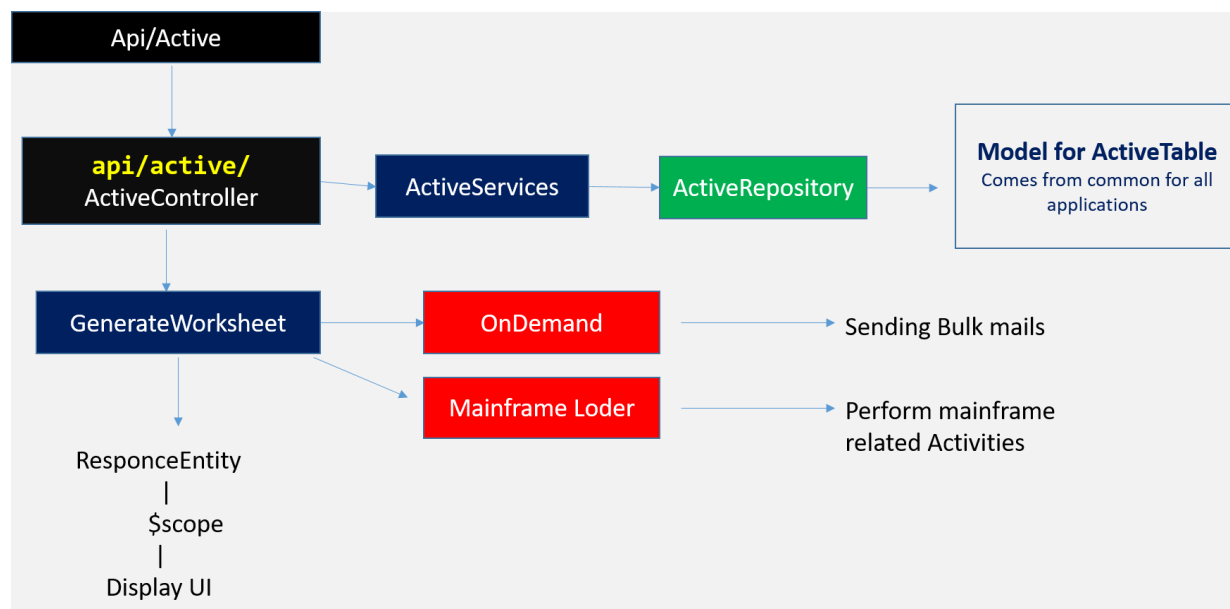 Api/Active
api/active/
ActiveController
ActiveServices
ActiveRepository
Model for ActiveTable
Comes from common for all
applications
GenerateWorksheet
OnDemand
Sending Bulk mails
Mainframe Loder
Perform mainframe
related Activities
ResponceEntity
|
$scope
|
Display UI